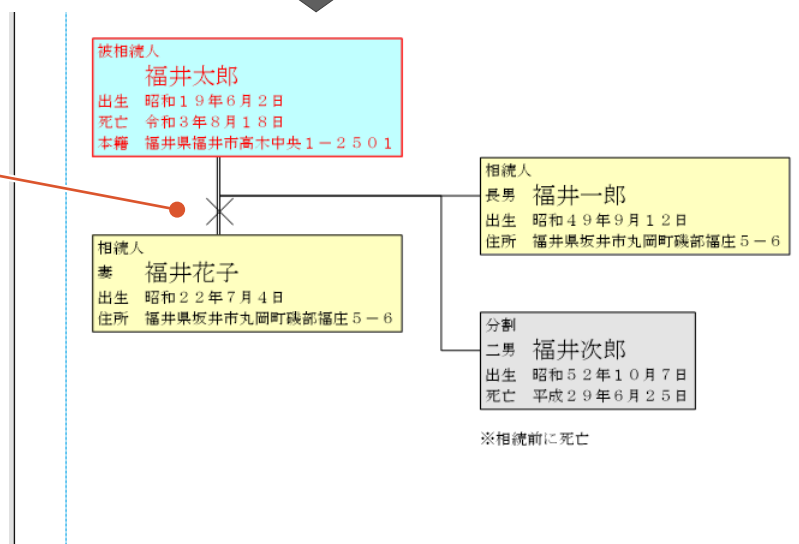 被相続人
福井太郎
出生 昭和19年6月2日
死亡 令和3年8月18日
本籍 福井県福井市高木中央1-2501
相続人
妻 福井花子
出生 昭和22年7月4日
住所 福井県坂井市丸岡町磯部福庄5-6
相続人
長男 福井一郎
出生 昭和49年9月12日
住所 福井県坂井市丸岡町磯部福庄5-6
分割
二男 福井次郎
出生 昭和52年10月7日
死亡 平成29年6月25日
※相続前に死亡